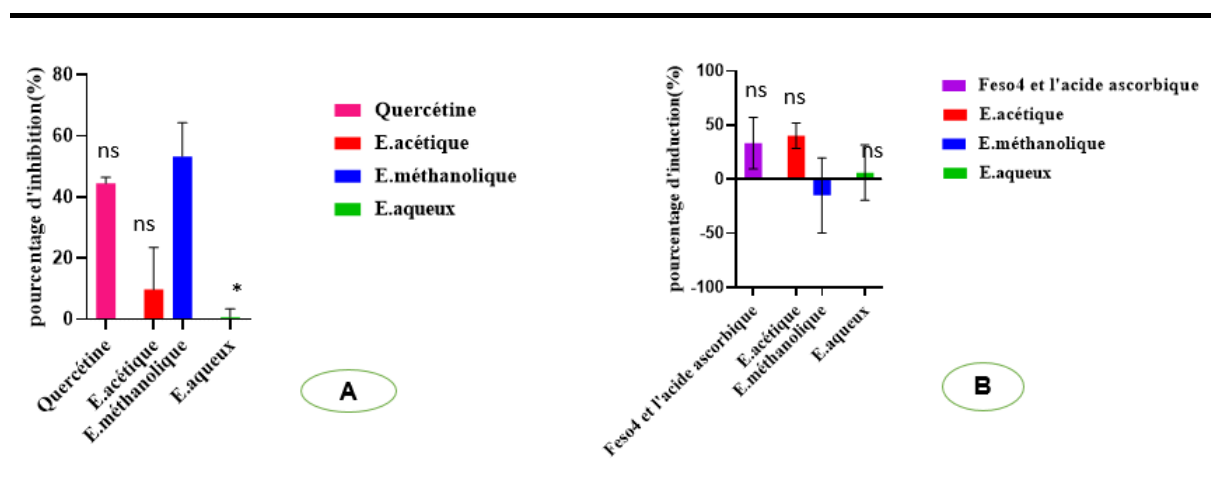 pourcentage d'inhibition(%)
80
60
40
20
0
ns
ns
*
Quercétine
E.acétique
E.méthanolique
E.aqueux
Quercétine
E.acétique
E.méthanolique
E.aqueux
A
pourcentage d'induction(%)
100
50
0
-50
-100
ns
ns
ns
Feso4 et l'acide ascorbique
E.acétique
E.méthanolique
E.aqueux
Feso4 et l'acide ascorbique
E.acétique
E.méthanolique
E.aqueux
B